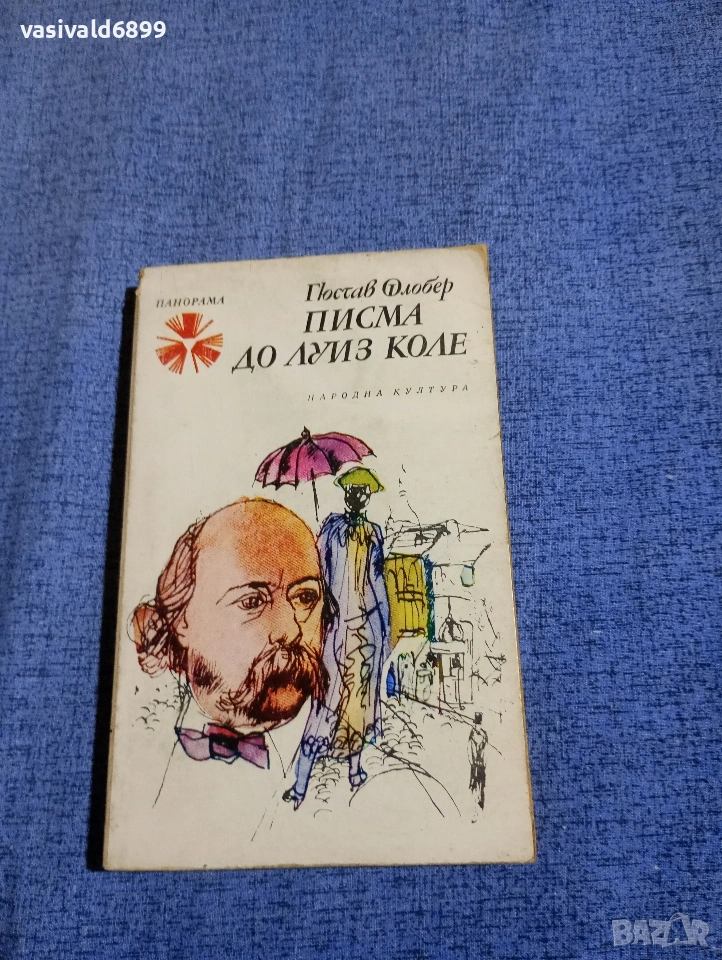 vasivald6899
ПАНОРАМА
Гюстав Флобер
ПИСМА
ДО ЛУИЗ КОЛЕ
НАРОДНА КУЛТУРА
BAZAR